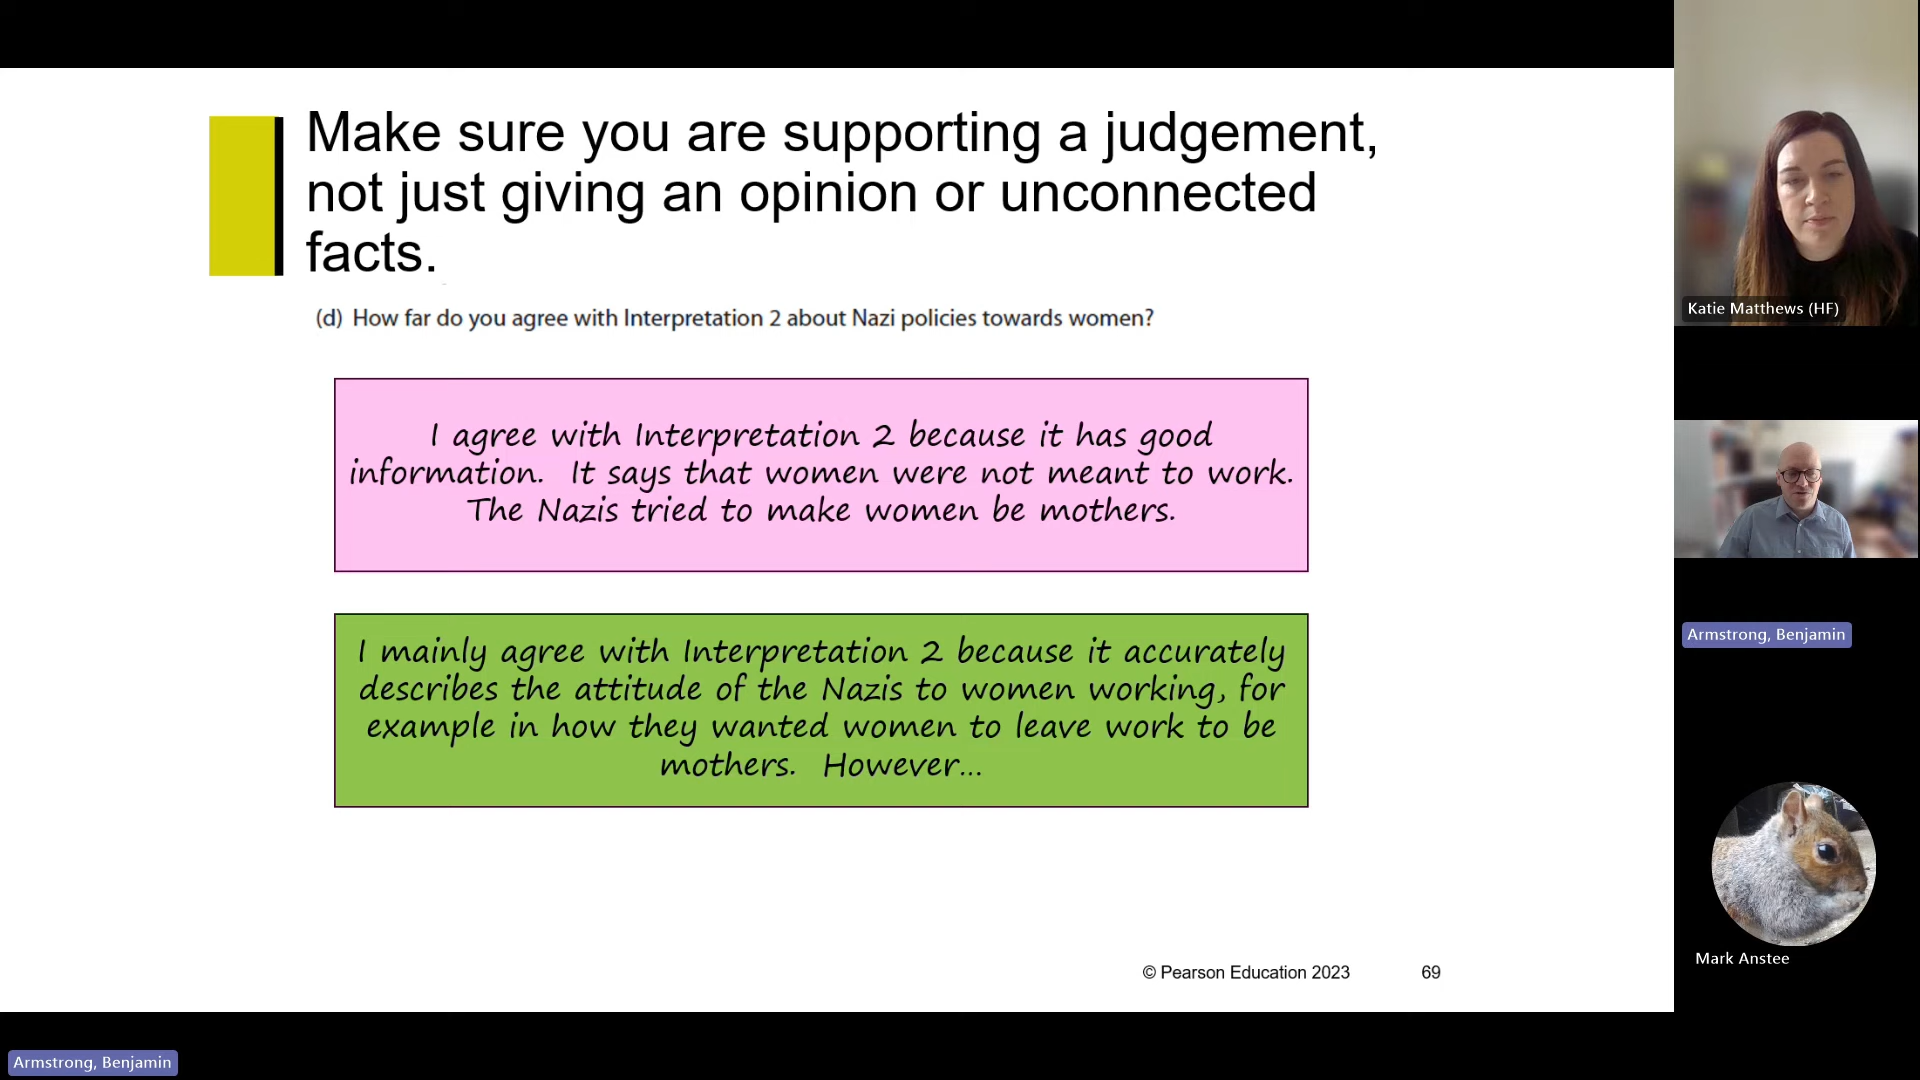 Make sure you are supporting a judgement,
not just giving an opinion or unconnected
facts.
(d) How far do you agree with Interpretation 2 about Nazi policies towards women?
I agree with Interpretation 2 because it has good
information. It says that women were not meant to work.
The Nazis tried to make women be mothers.
I mainly agree with Interpretation 2 because it accurately
describes the attitude of the Nazis to women working, for
example in how they wanted women to leave work to be
mothers. However...
© Pearson Education 2023 69
Katie Matthews (HF)
Armstrong, Benjamin
Mark Anstee
Armstrong, Benjamin